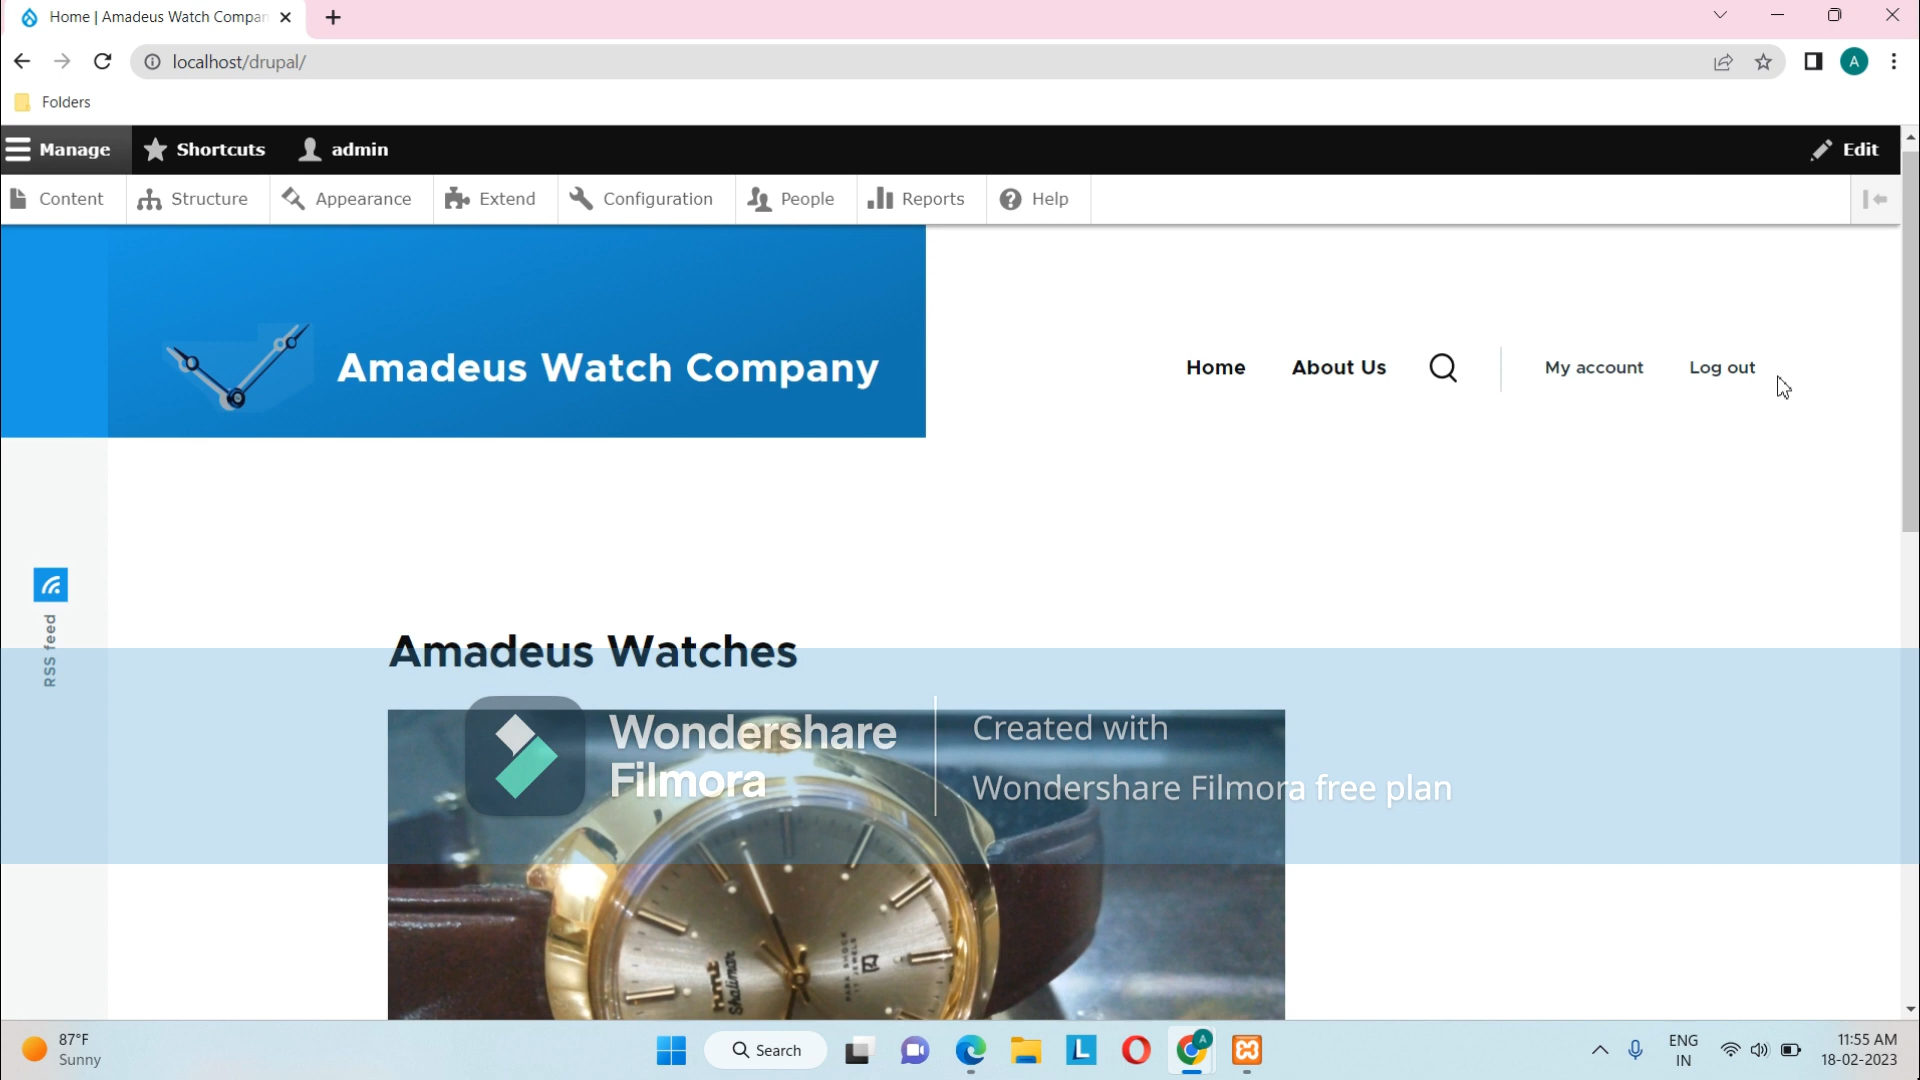 Home | Amadeus Watch Compan
localhost/drupal/
Folders
Manage
Shortcuts
admin
Edit
Content
Structure
Appearance
Extend
Configuration
People
Reports
Help
Amadeus Watch Company
Home
About Us
My account
Log out
RSS feed
Amadeus Watches
Wondershare
Filmora
Created with
Wondershare Filmora free plan
hmt
Shalimar
87°F
Sunny
Search
A
ENG
IN
11:55 AM
18-02-2023